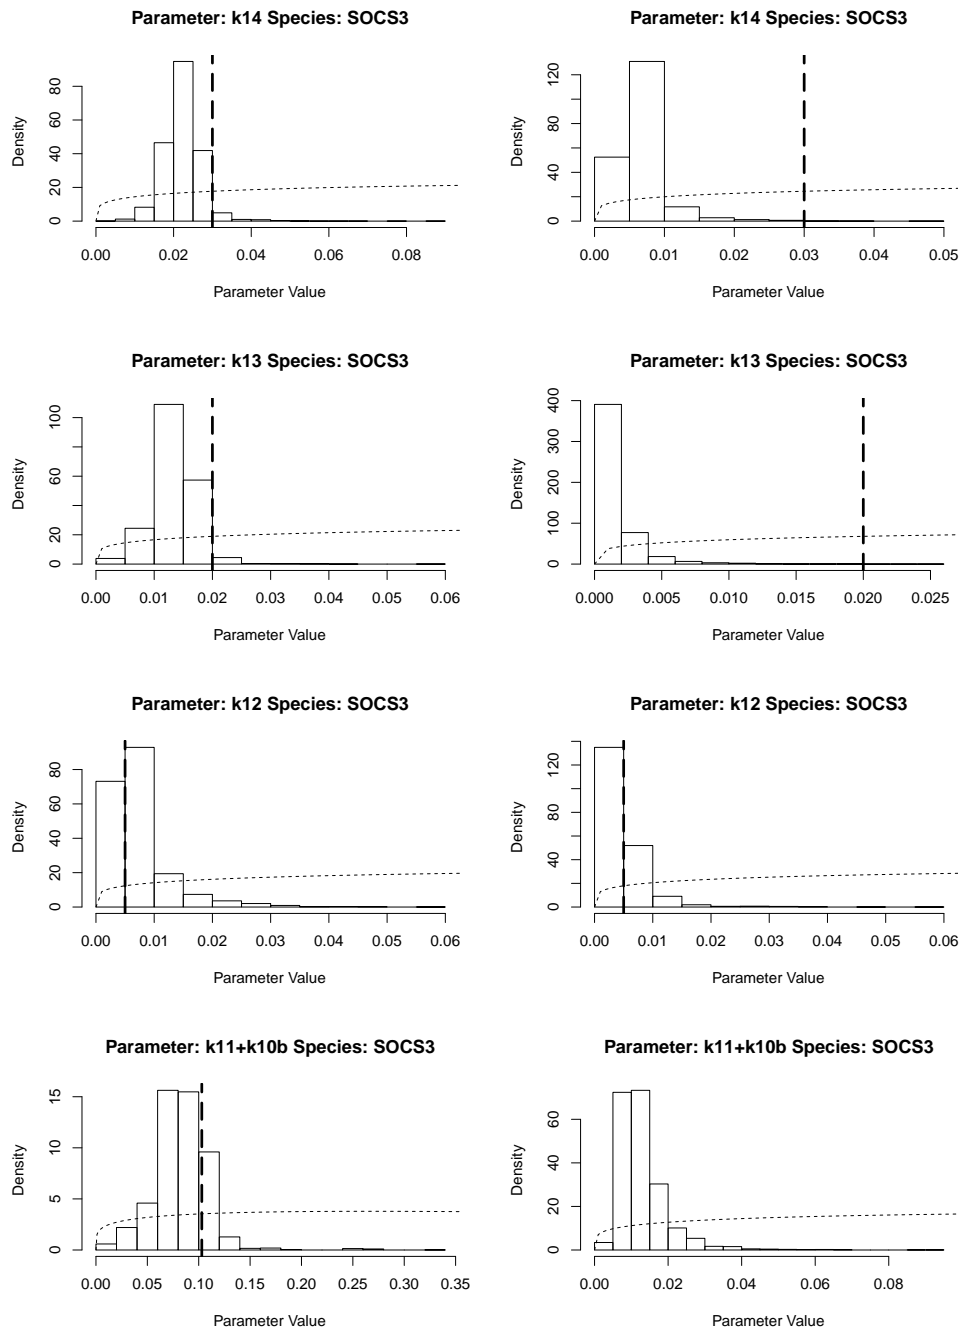 Parameter: k14 Species: SOCS3
Density
0 20 40 60 80
0.00 0.02 0.04 0.06 0.08
Parameter Value
Parameter: k14 Species: SOCS3
Density
0 40 80 120
0.00 0.01 0.02 0.03 0.04 0.05
Parameter Value
Parameter: k13 Species: SOCS3
Density
0 20 60 100
0.00 0.01 0.02 0.03 0.04 0.05 0.06
Parameter Value
Parameter: k13 Species: SOCS3
Density
0 100 200 300 400
0.000 0.005 0.010 0.015 0.020 0.025
Parameter Value
Parameter: k12 Species: SOCS3
Density
0 20 40 60 80
0.00 0.01 0.02 0.03 0.04 0.05 0.06
Parameter Value
Parameter: k12 Species: SOCS3
Density
0 40 80 120
0.00 0.01 0.02 0.03 0.04 0.05 0.06
Parameter Value
Parameter: k11+k10b Species: SOCS3
Density
0 5 10 15
0.00 0.05 0.10 0.15 0.20 0.25 0.30 0.35
Parameter Value
Parameter: k11+k10b Species: SOCS3
Density
0 20 40 60
0.00 0.02 0.04 0.06 0.08
Parameter Value